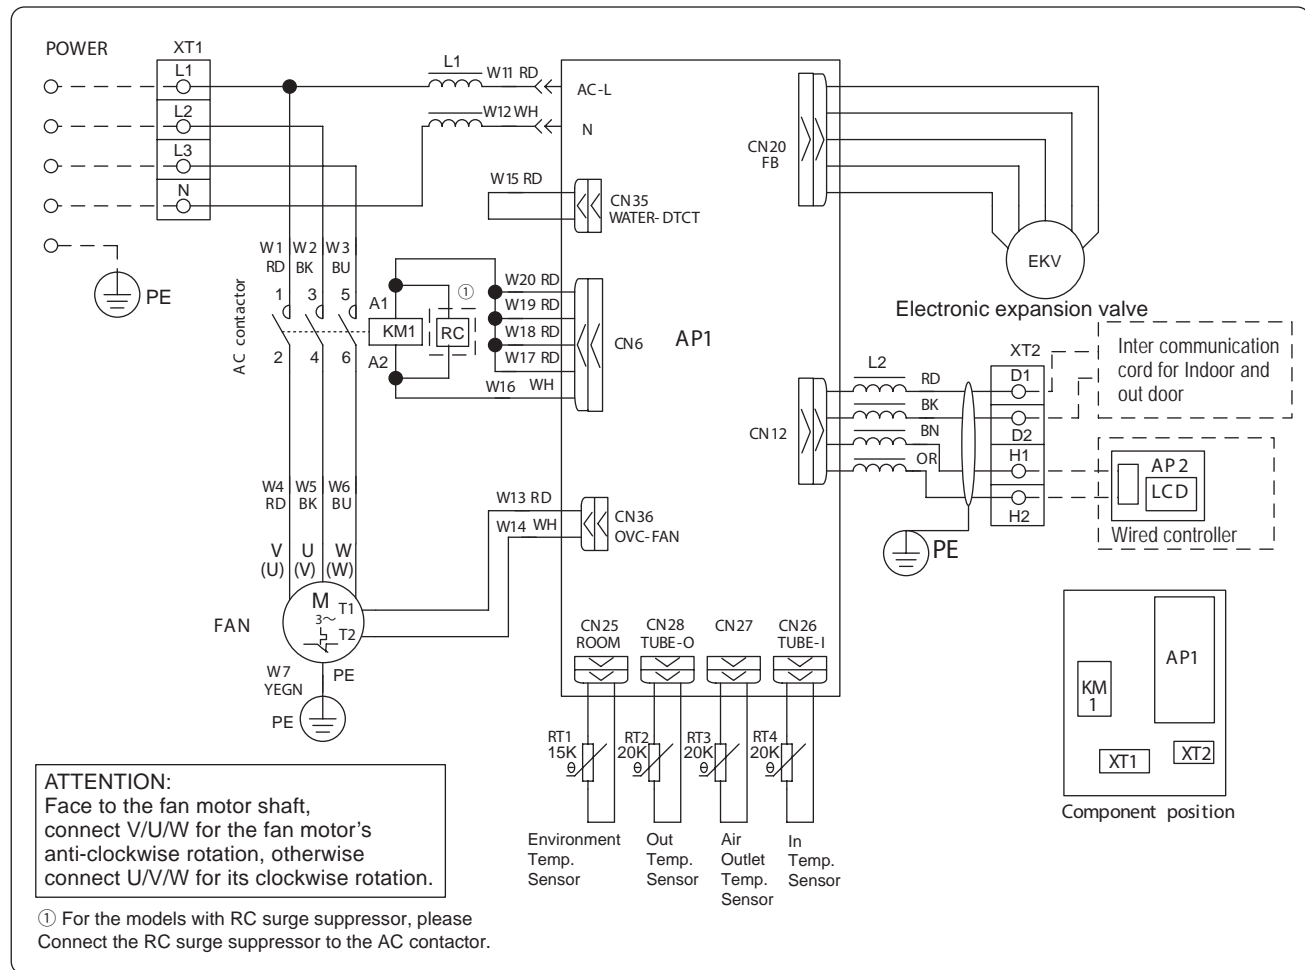 POWER
XT1
L1
L2
L3
N
PE
L1
W11 RD
W12 WH
AC-L
N
W15 RD
CN35
WATER-DTCT
CN20
FB
EKV
Electronic expansion valve
W1 W2 W3
RD BK BU
AC contactor
1 3 5
2 4 6
A1
KM1
A2
①
RC
W20 RD
W19 RD
W18 RD
W17 RD
W16 WH
CN6
AP1
L2
RD
BK
BN
OR
CN12
XT2
D1
D2
H1
H2
PE
Inter communication
cord for Indoor and
out door
AP2
LCD
Wired controller
W4 W5 W6
RD BK BU
V U W
(U) (V) (W)
W13 RD
W14 WH
CN36
OVC-FAN
FAN
M
3~
T1
T2
W7
YEGN
PE
PE
CN25
ROOM
CN28
TUBE-O
CN27
CN26
TUBE-I
RT1
15K
θ
RT2
20K
θ
RT3
20K
θ
RT4
20K
θ
Environment
Temp.
Sensor
Out
Temp.
Sensor
Air
Outlet
Temp.
Sensor
In
Temp.
Sensor
KM
1
AP1
XT1
XT2
Component position
ATTENTION:
Face to the fan motor shaft,
connect V/U/W for the fan motor's
anti-clockwise rotation, otherwise
connect U/V/W for its clockwise rotation.
① For the models with RC surge suppressor, please
Connect the RC surge suppressor to the AC contactor.